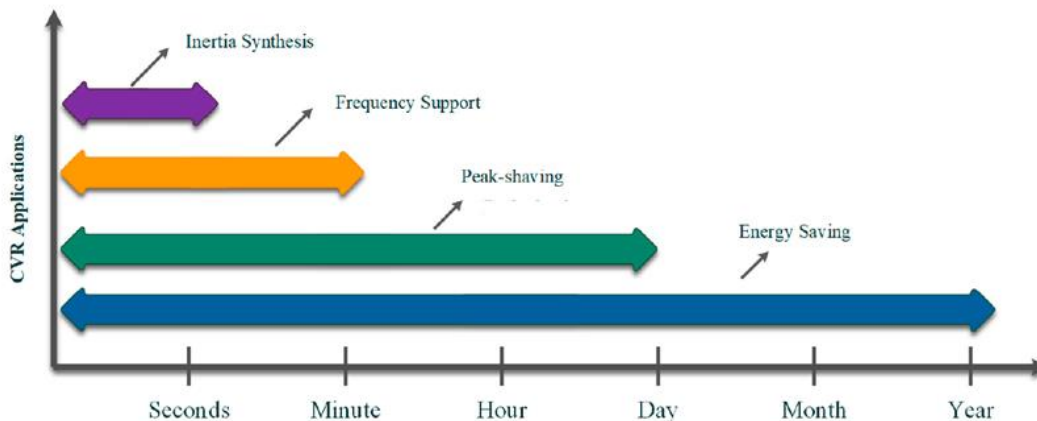 Inertia Synthesis
Frequency Support
Peak-shaving
Energy Saving
CVR Applications
Seconds
Minute
Hour
Day
Month
Year